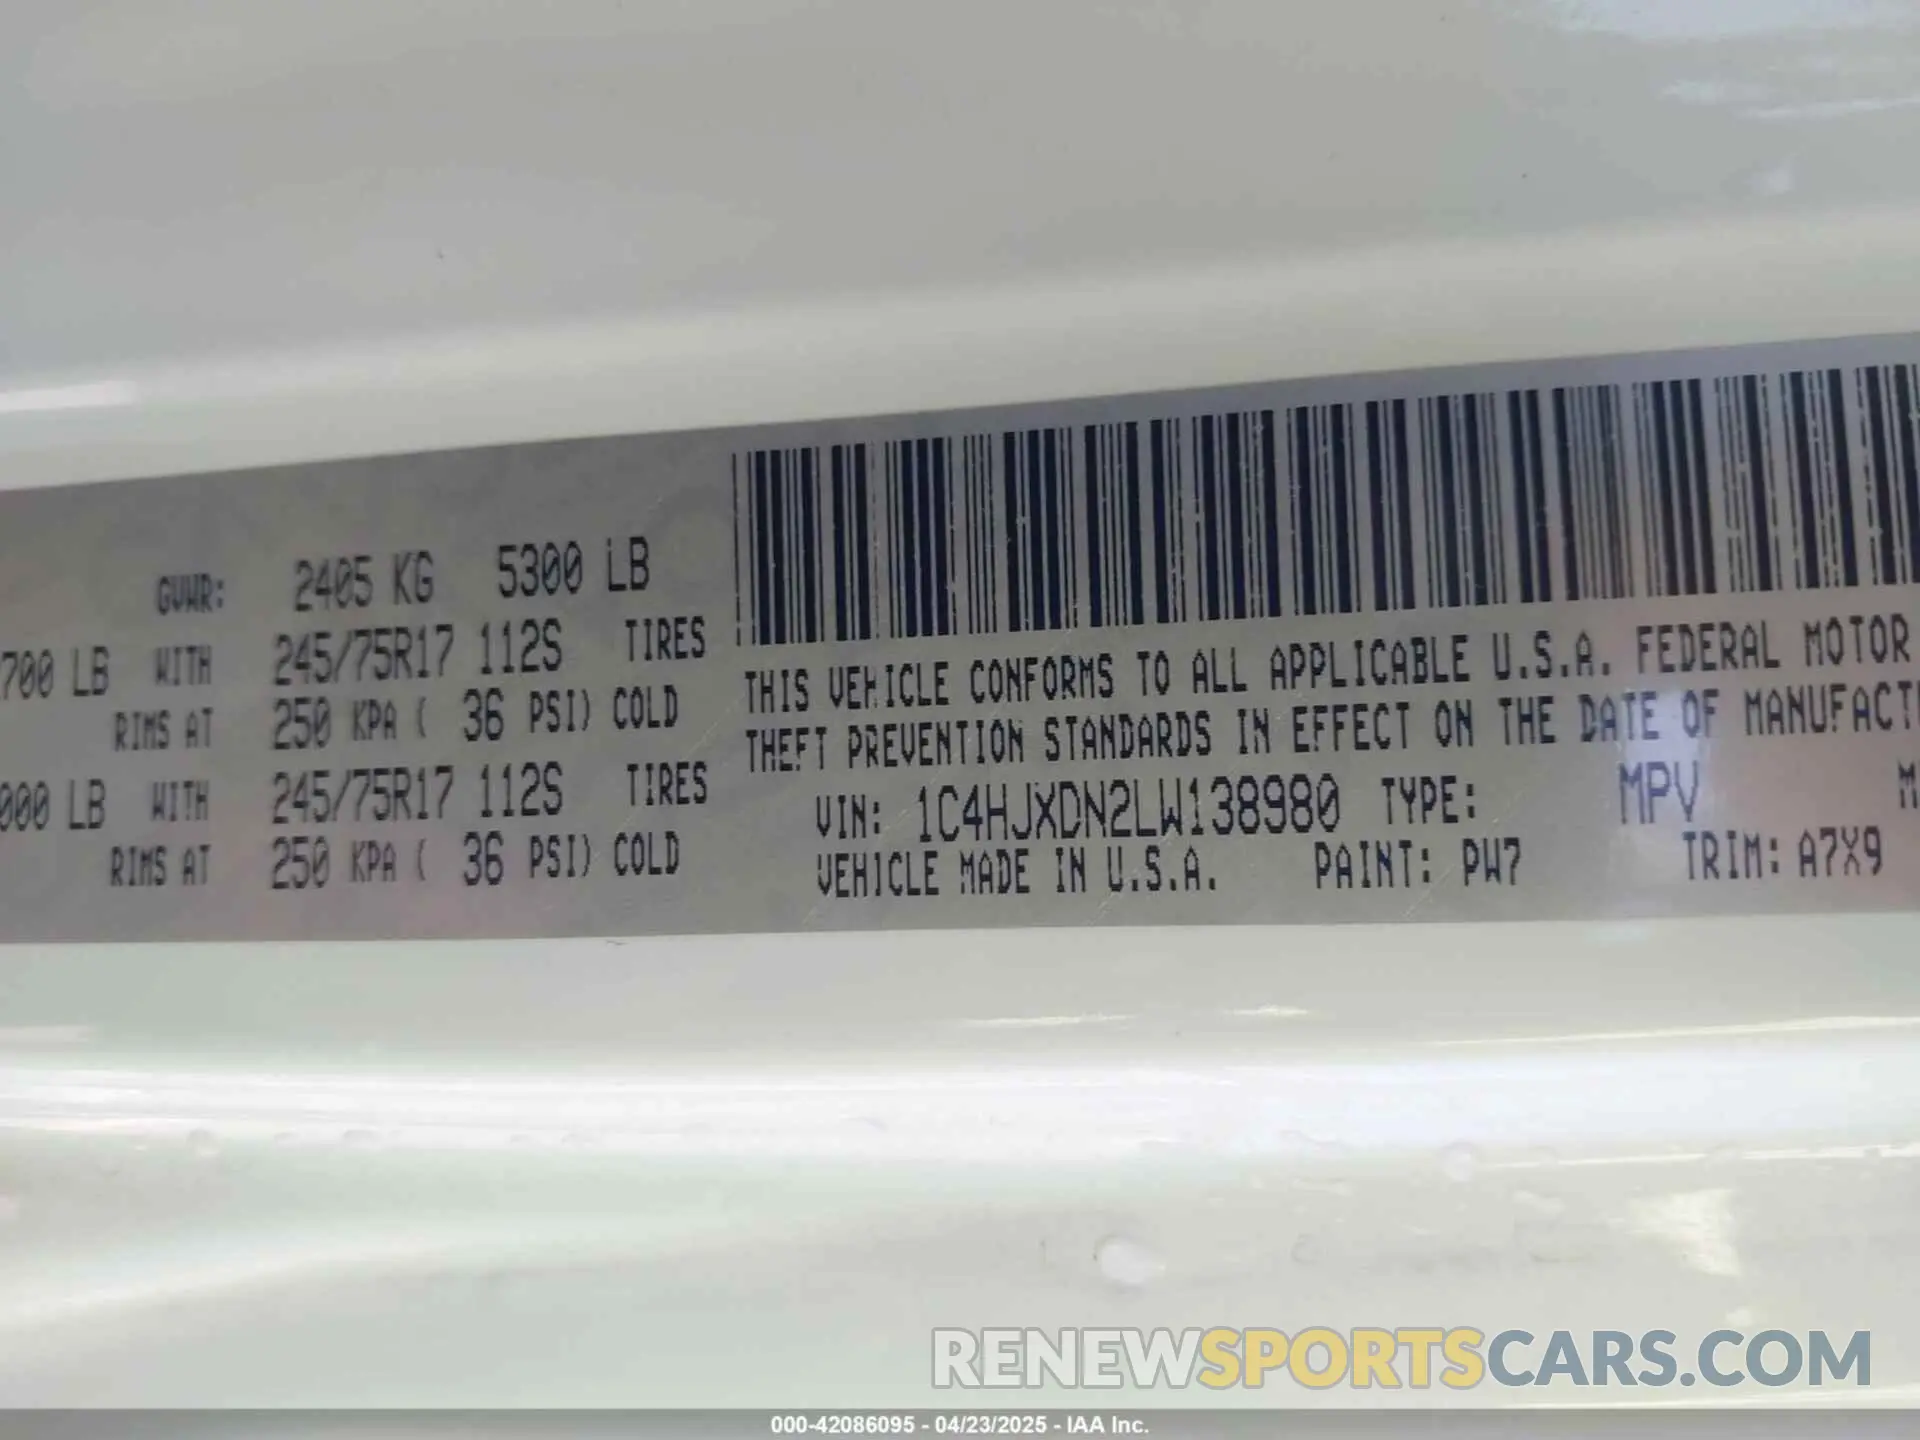 GVWR: 2405 KG 5300 LB
700 LB WITH 245/75R17 112S TIRES
RIMS AT 250 KPA ( 36 PSI) COLD
000 LB WITH 245/75R17 112S TIRES
RIMS AT 250 KPA ( 36 PSI) COLD
THIS VEHICLE CONFORMS TO ALL APPLICABLE U.S.A. FEDERAL MOTOR
THEFT PREVENTION STANDARDS IN EFFECT ON THE DATE OF MANUFACT
VIN: 1C4HJXDN2LW138980 TYPE: MPV M
VEHICLE MADE IN U.S.A. PAINT: PW7 TRIM: A7X9
RENEWSPORTSCARS.COM
000-42086095 - 04/23/2025 - IAA Inc.